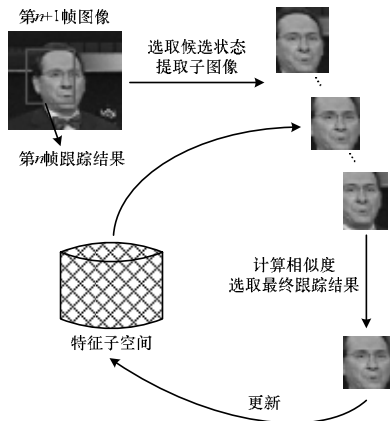 第n+1帧图像
选取候选状态
提取子图像
第n帧跟踪结果
计算相似度
选取最终跟踪结果
特征子空间
更新